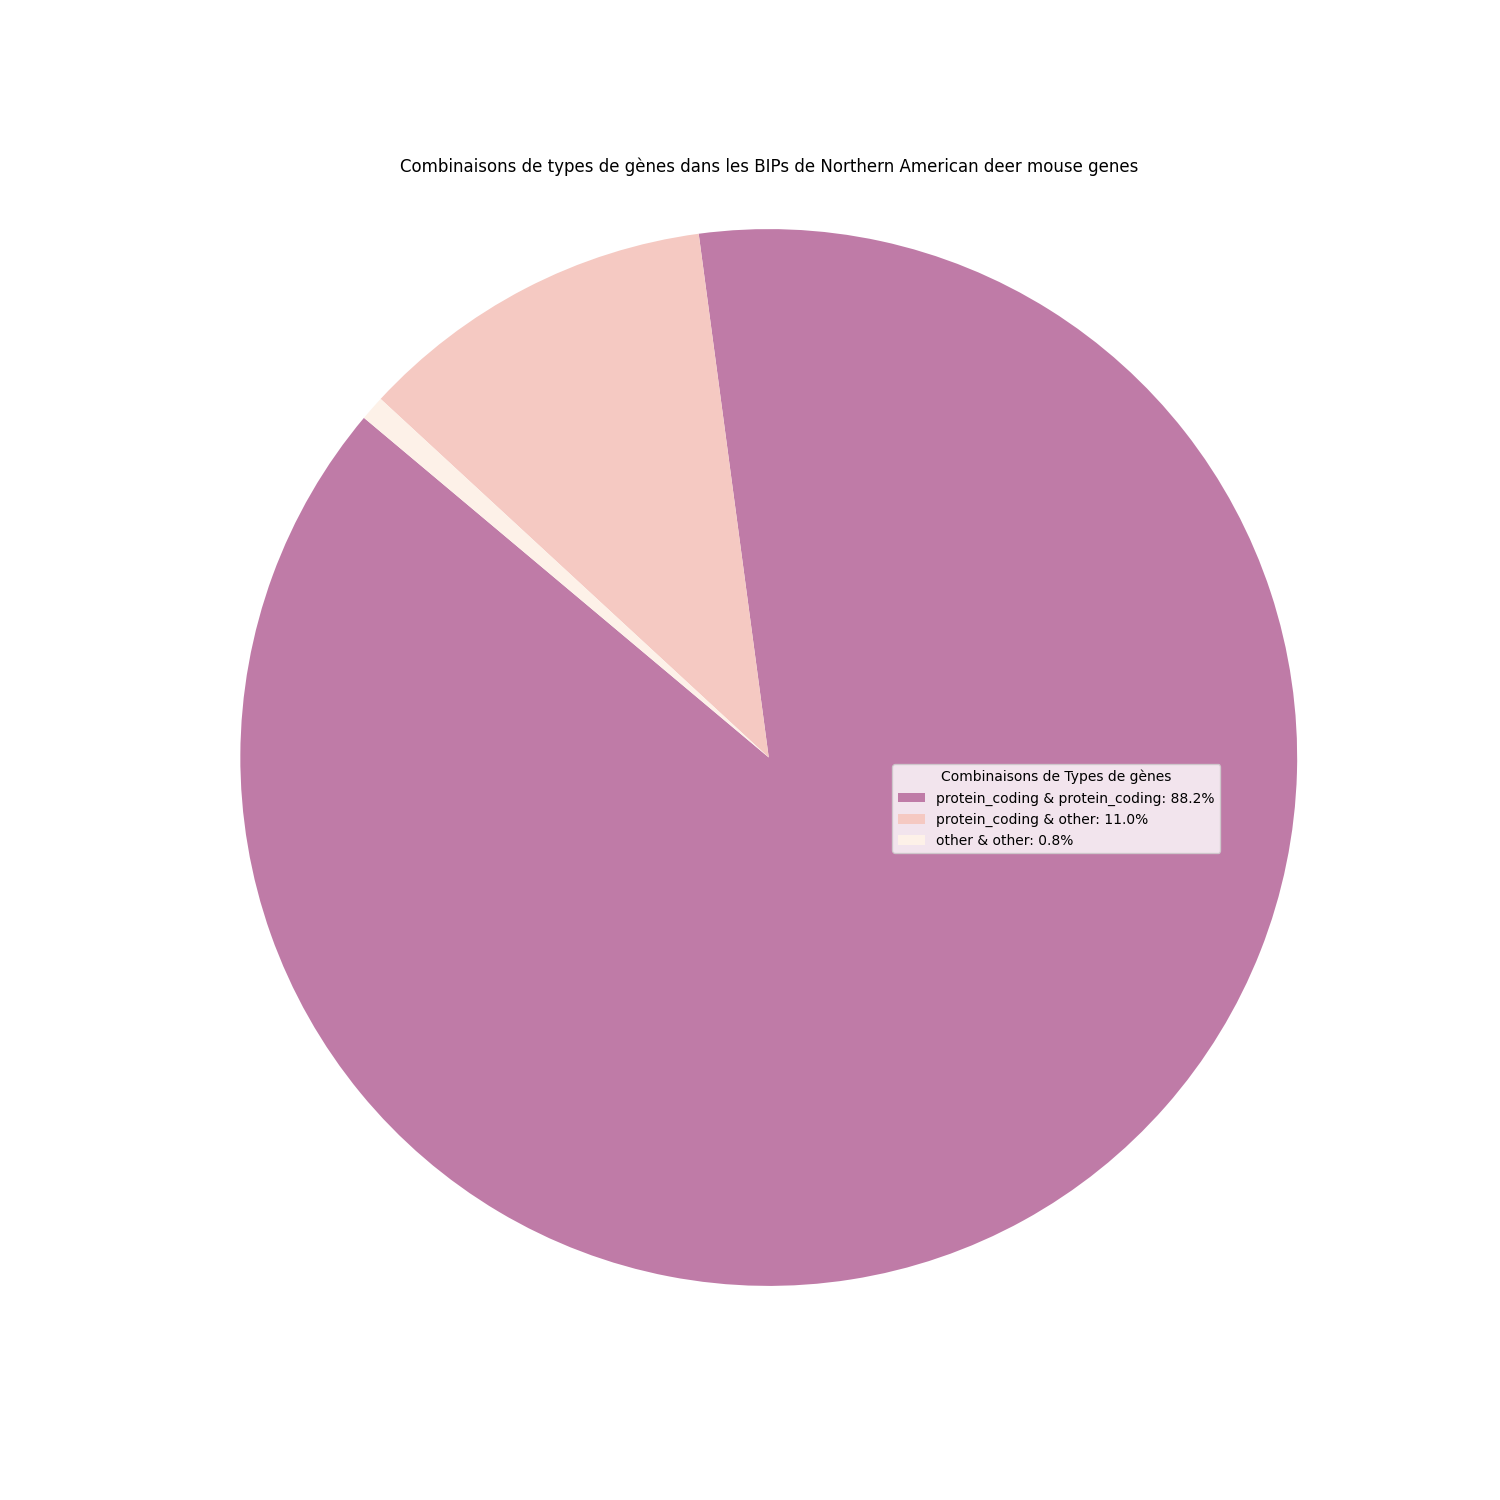 Combinaisons de types de gènes dans les BIPs de Northern American deer mouse genes
Combinaisons de Types de gènes
protein_coding & protein_coding: 88.2%
protein_coding & other: 11.0%
other & other: 0.8%